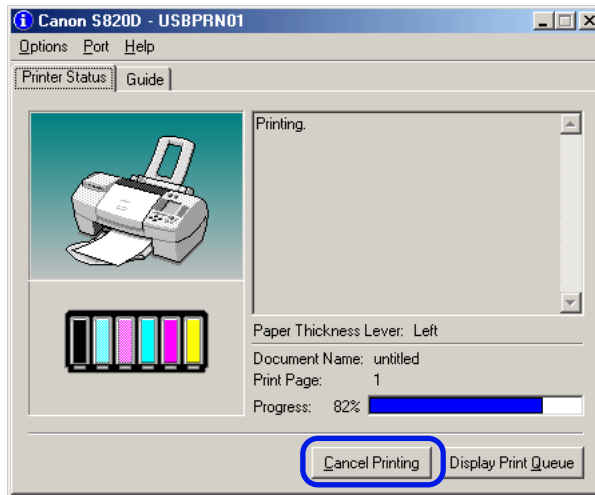 Canon S820D - USBPRN01
Options Port Help
Printer Status Guide
Printing.
Paper Thickness Lever: Left
Document Name: untitled
Print Page: 1
Progress: 82%
Cancel Printing Display Print Queue